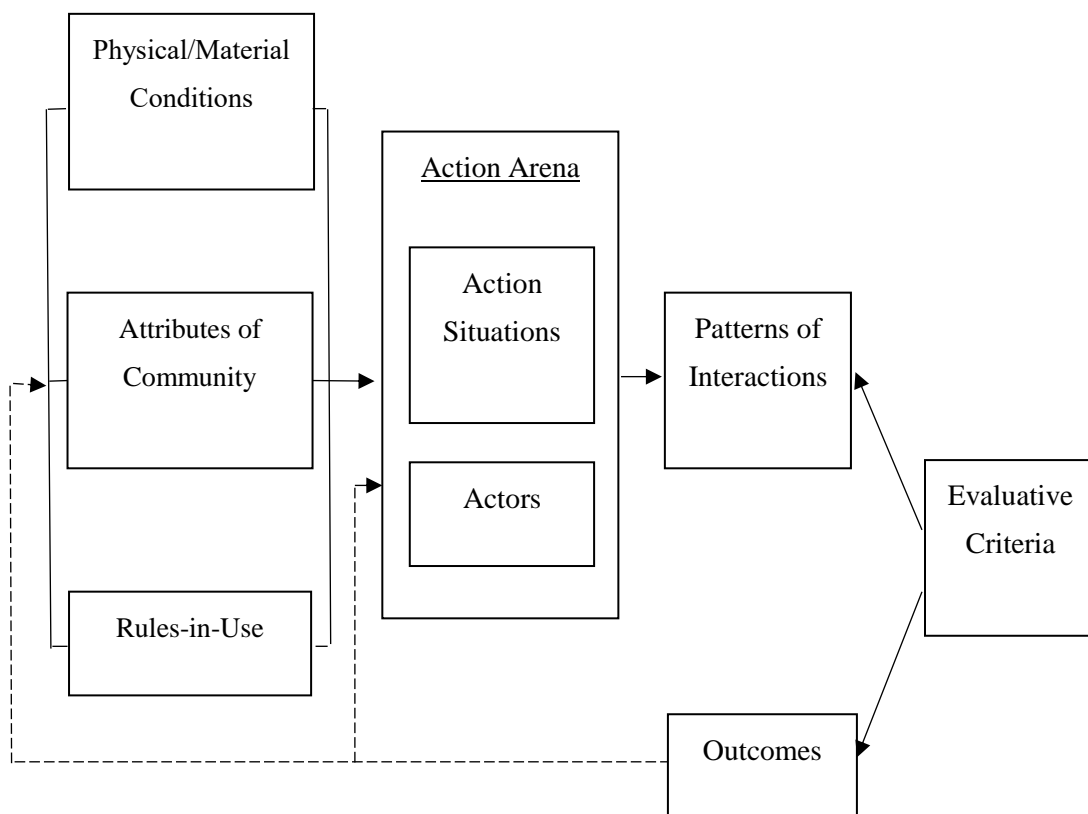 Physical/Material
Conditions
Action Arena
Action
Situations
Attributes of
Community
Patterns of
Interactions
Actors
Evaluative
Criteria
Rules-in-Use
Outcomes